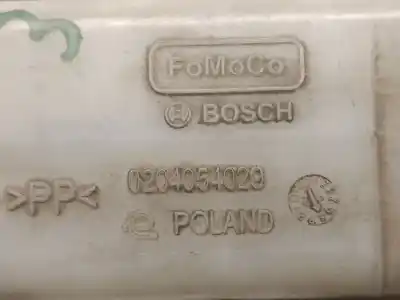 FoMoCo
BOSCH
0204054029
>PP<
POLAND